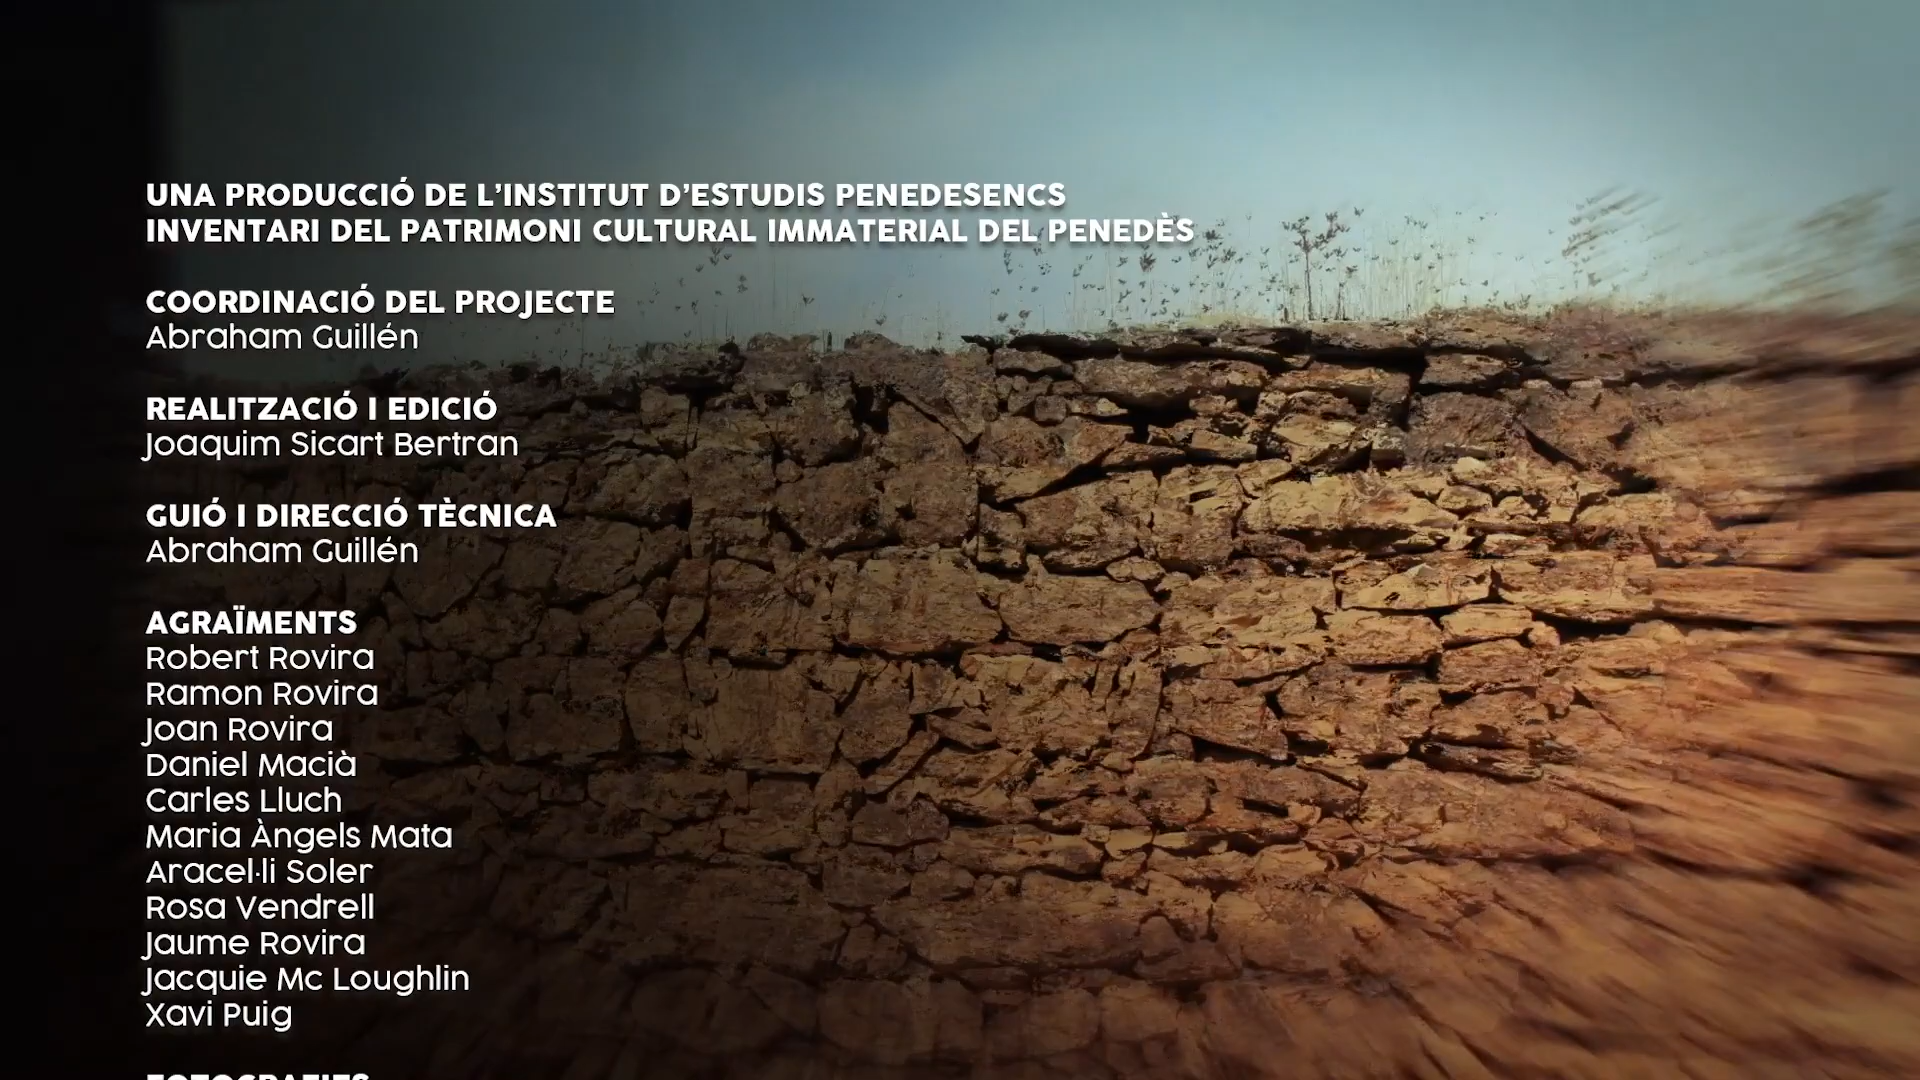 UNA PRODUCCIÓ DE L'INSTITUT D'ESTUDIS PENEDESENCS
INVENTARI DEL PATRIMONI CULTURAL IMMATERIAL DEL PENEDÈS
COORDINACIÓ DEL PROJECTE
Abraham Guillén
REALITZACIÓ I EDICIÓ
Joaquim Sicart Bertran
GUIÓ I DIRECCIÓ TÈCNICA
Abraham Guillén
AGRAÏMENTS
Robert Rovira
Ramon Rovira
Joan Rovira
Daniel Macià
Carles Lluch
Maria Àngels Mata
Aracel·li Soler
Rosa Vendrell
Jaume Rovira
Jacquie Mc Loughlin
Xavi Puig